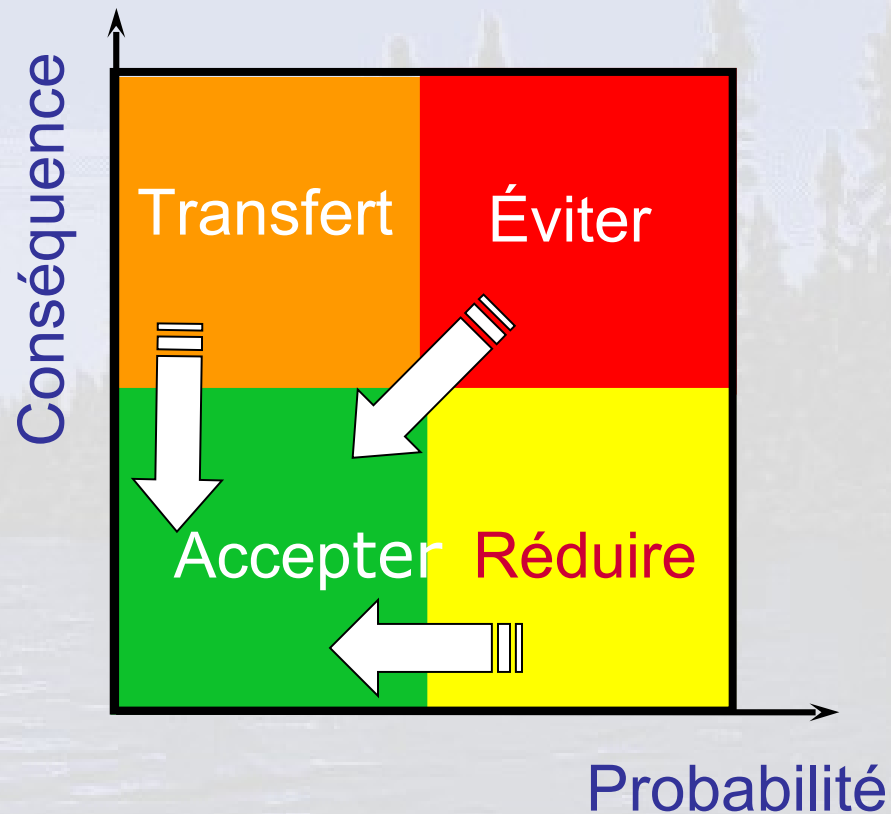 Conséquence
Transfert
Éviter
Accepter
Réduire
Probabilité